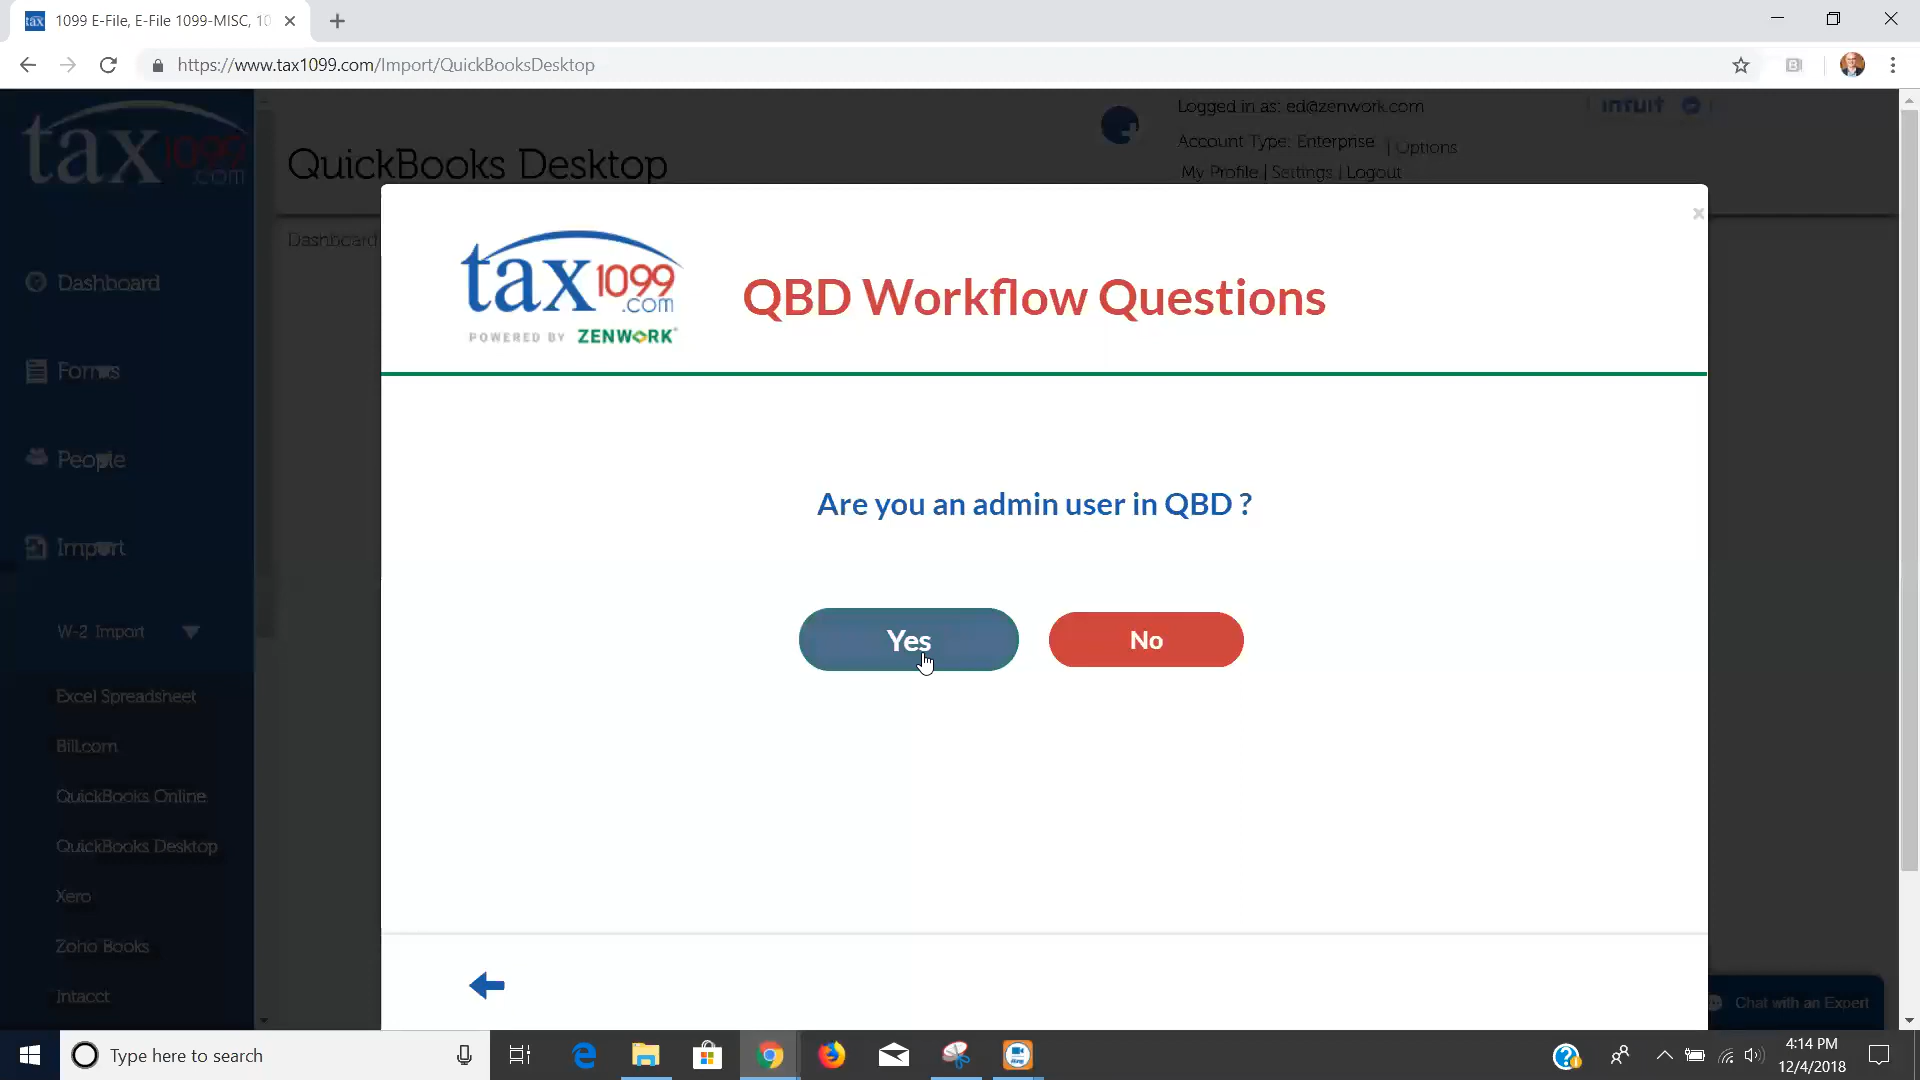 1099 E-File, E-File 1099-MISC, 10
https://www.tax1099.com/Import/QuickBooksDesktop
tax1099
.com
QuickBooks Desktop
Logged in as: ed@zenwork.com
intuit
Account Type: Enterprise | Options
My Profile | Settings | Logout
Dashboard
tax1099
.com
POWERED BY ZENWORK
QBD Workflow Questions
Dashboard
Forms
People
Import
W-2 Import
Excel Spreadsheet
Bill.com
QuickBooks Online
QuickBooks Desktop
Xero
Zoho Books
Intacct
Are you an admin user in QBD ?
Yes
No
Chat with an Expert
Type here to search
4:14 PM
12/4/2018